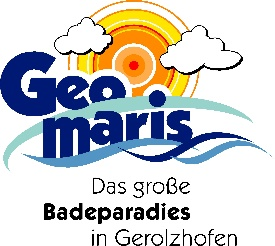 Geo
maris
Das große
Badeparadies
in Gerolzhofen